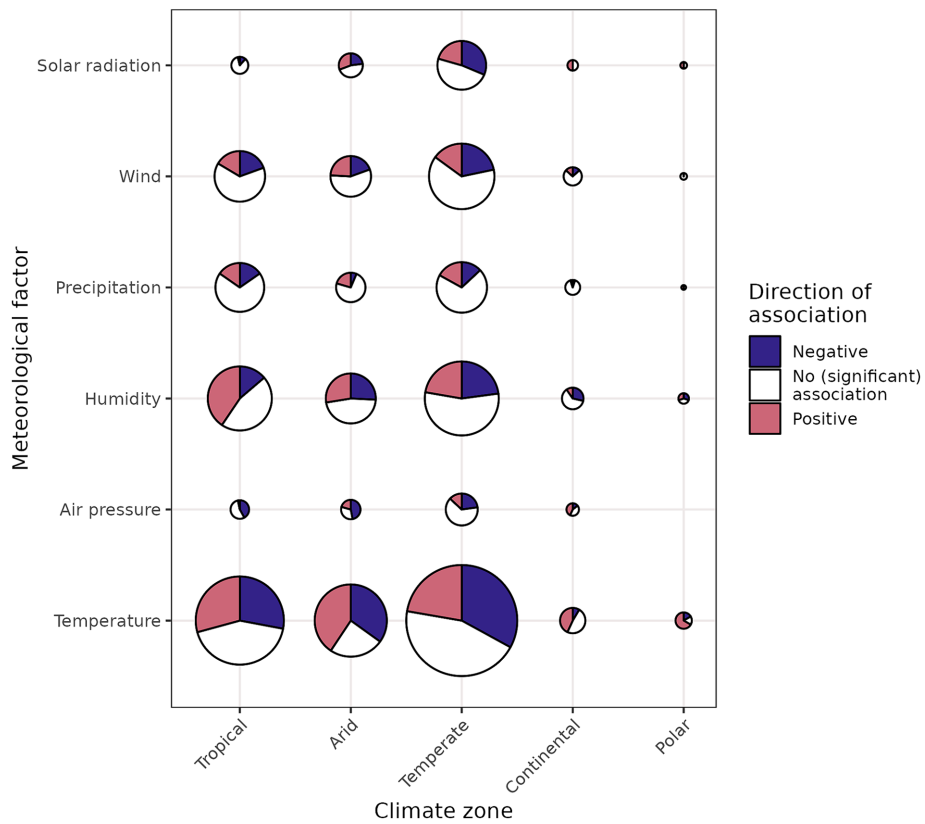 Solar radiation
Wind
Precipitation
Humidity
Air pressure
Temperature
Meteorological factor
Tropical
Arid
Temperate
Continental
Polar
Climate zone
Direction of
association
Negative
No (significant)
association
Positive